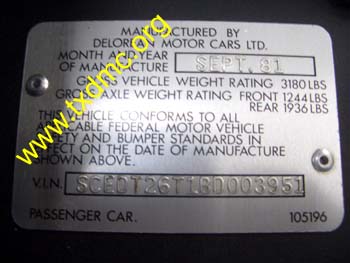 MANUFACTURED BY
DELOREAN MOTOR CARS LTD.
MONTH AND YEAR
OF MANUFACTURE SEPT. 81
GROSS VEHICLE WEIGHT RATING 3180 LBS
GROSS AXLE WEIGHT RATING FRONT 1244 LBS
REAR 1936 LBS
THIS VEHICLE CONFORMS TO ALL
APPLICABLE FEDERAL MOTOR VEHICLE
SAFETY AND BUMPER STANDARDS IN
EFFECT ON THE DATE OF MANUFACTURE
SHOWN ABOVE.
V.I.N. SCEDT26T1BD003951
PASSENGER CAR. 105196
www.txdmc.org